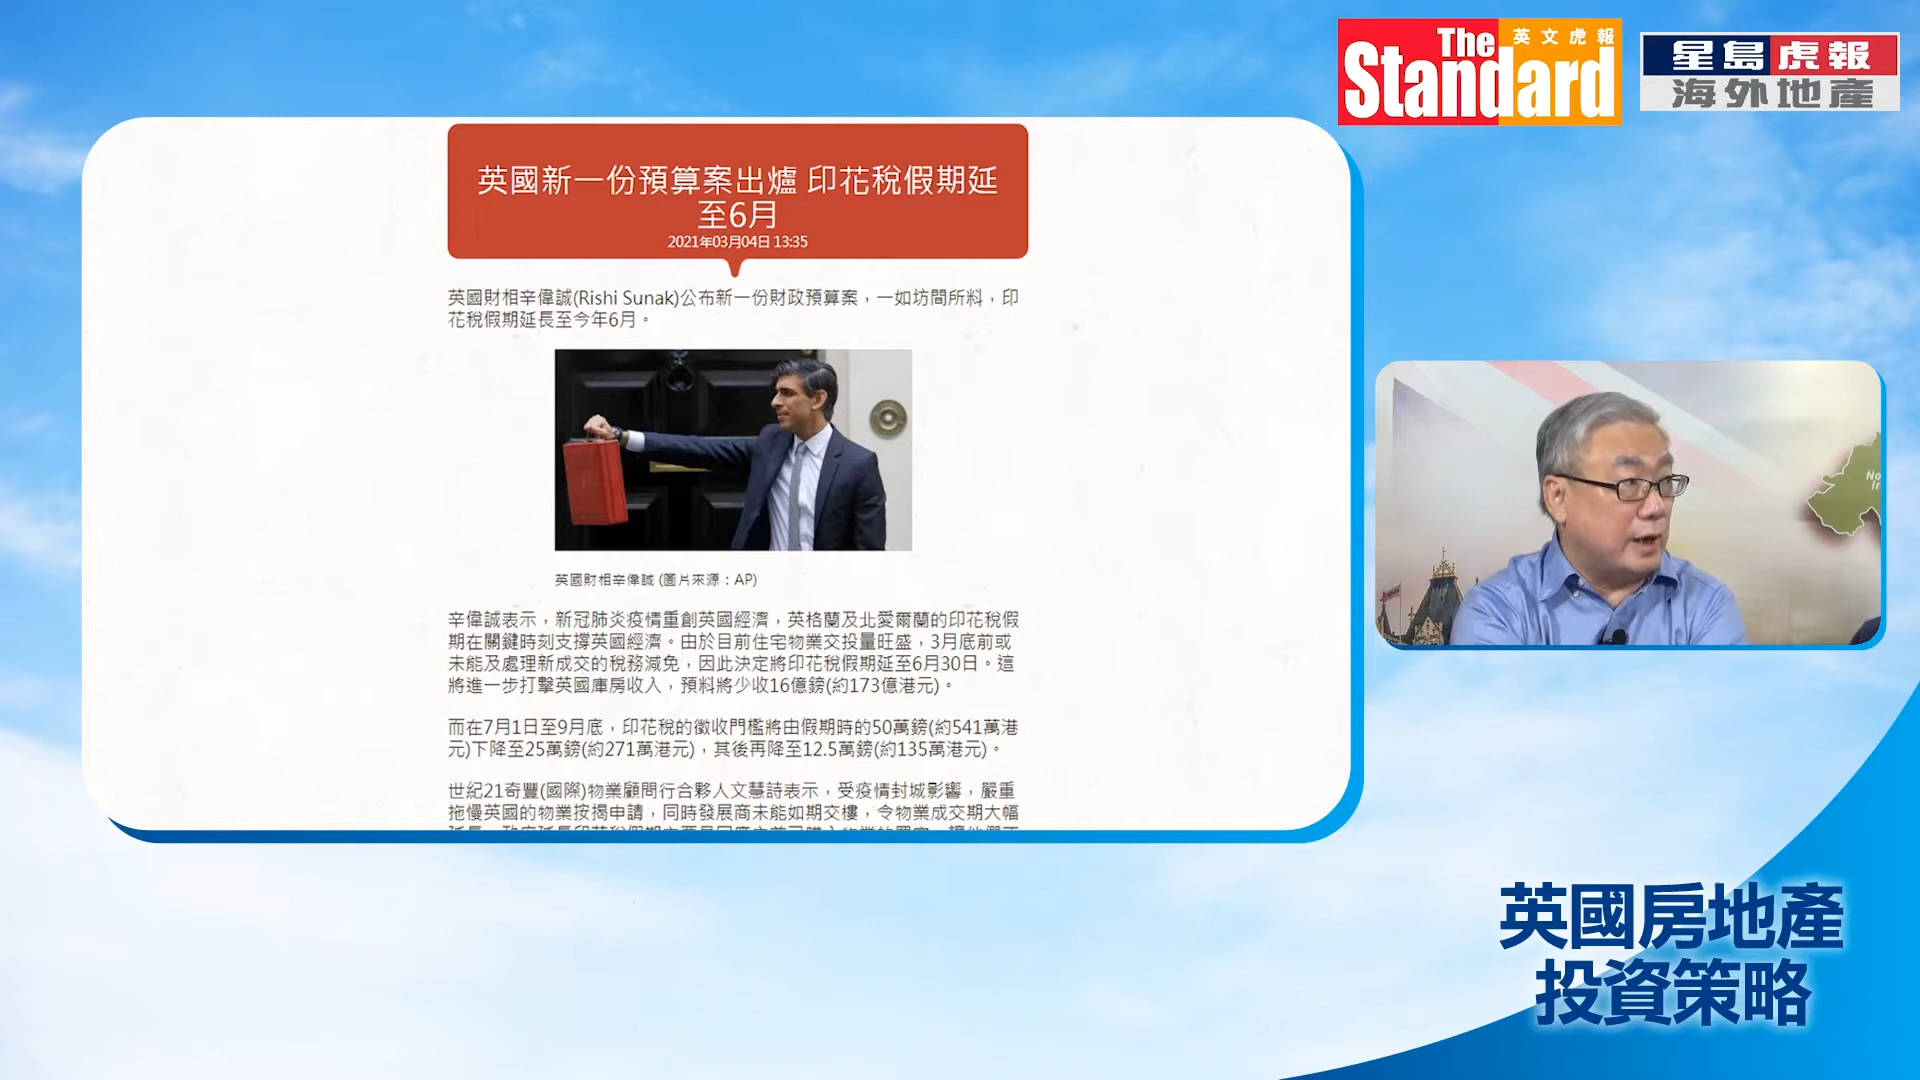 The
英文虎報
Standard
星島虎報
海外地產
英國新一份預算案出爐 印花稅假期延
至6月
2021年03月04日 13:35
英國財相辛偉誠(Rishi Sunak)公布新一份財政預算案，一如坊間所料，印
花稅假期延長至今年6月。
英國財相辛偉誠 (圖片來源：AP)
辛偉誠表示，新冠肺炎疫情重創英國經濟，英格蘭及北愛爾蘭的印花稅假
期在關鍵時刻支撐英國經濟。由於目前住宅物業交投量旺盛，3月底前或
未能及處理新成交的稅務減免，因此決定將印花稅假期延至6月30日。這
將進一步打擊英國庫房收入，預料將少收16億鎊(約173億港元)。
而在7月1日至9月底，印花稅的徵收門檻將由假期時的50萬鎊(約541萬港
元)下降至25萬鎊(約271萬港元)，其後再降至12.5萬鎊(約135萬港元)。
世紀21奇豐(國際)物業顧問行合夥人文慧詩表示，受疫情封城影響，嚴重
拖慢英國的物業按揭申請，同時發展商未能如期交樓，令物業成交期大幅
英國房地產
投資策略